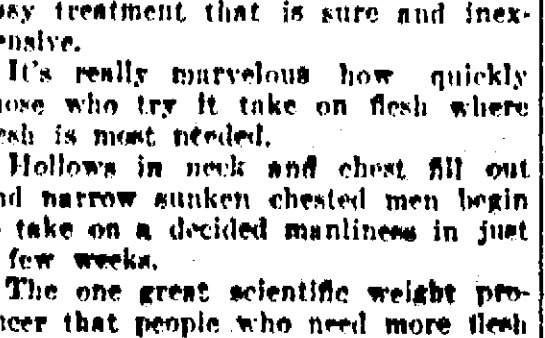 asy treatment that is sure and inex-
ensive.
It's really marvelous how quickly
hose who try it take on flesh where
esh is most needed.
Hollows in neck and chest fill out
nd narrow sunken chested men begin
take on a decided manliness in just
few weeks.
The one great scientific weight pro-
ucer that people who need more flesh